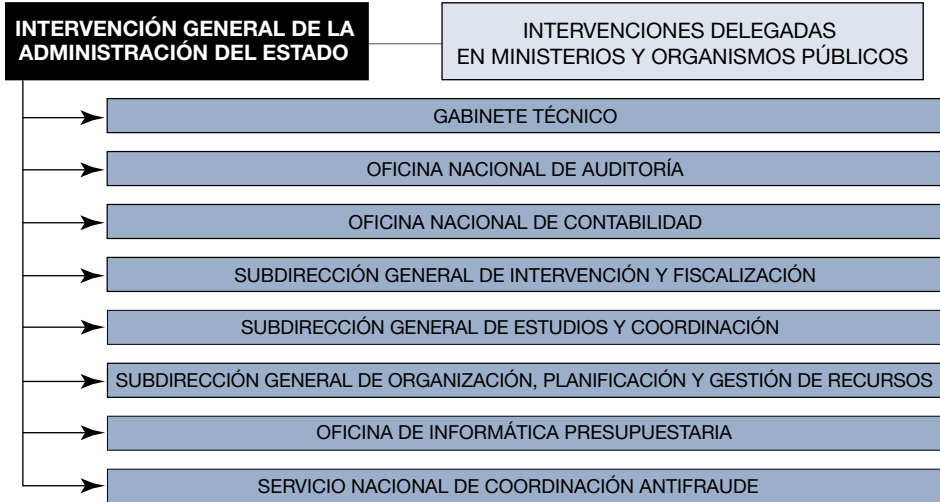 INTERVENCIÓN GENERAL DE LA
ADMINISTRACIÓN DEL ESTADO
INTERVENCIONES DELEGADAS
EN MINISTERIOS Y ORGANISMOS PÚBLICOS
GABINETE TÉCNICO
OFICINA NACIONAL DE AUDITORÍA
OFICINA NACIONAL DE CONTABILIDAD
SUBDIRECCIÓN GENERAL DE INTERVENCIÓN Y FISCALIZACIÓN
SUBDIRECCIÓN GENERAL DE ESTUDIOS Y COORDINACIÓN
SUBDIRECCIÓN GENERAL DE ORGANIZACIÓN, PLANIFICACIÓN Y GESTIÓN DE RECURSOS
OFICINA DE INFORMÁTICA PRESUPUESTARIA
SERVICIO NACIONAL DE COORDINACIÓN ANTIFRAUDE